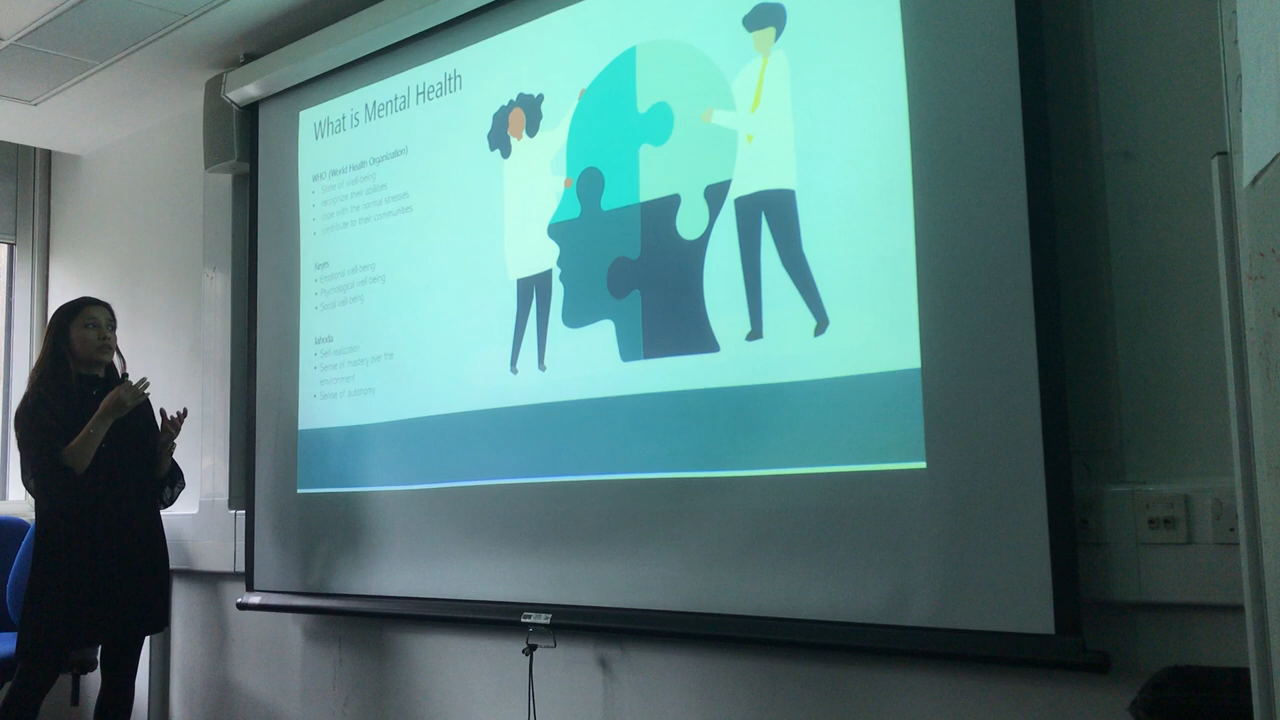 What is Mental Health
WHO (World Health Organization)
• State of well-being
• recognize their abilities
• cope with the normal stresses
• contribute to their communities
Keyes
• Emotional well-being
• Psychological well-being
• Social well-being
Jahoda
• Self-realization
• Sense of mastery over the
environment
• Sense of autonomy